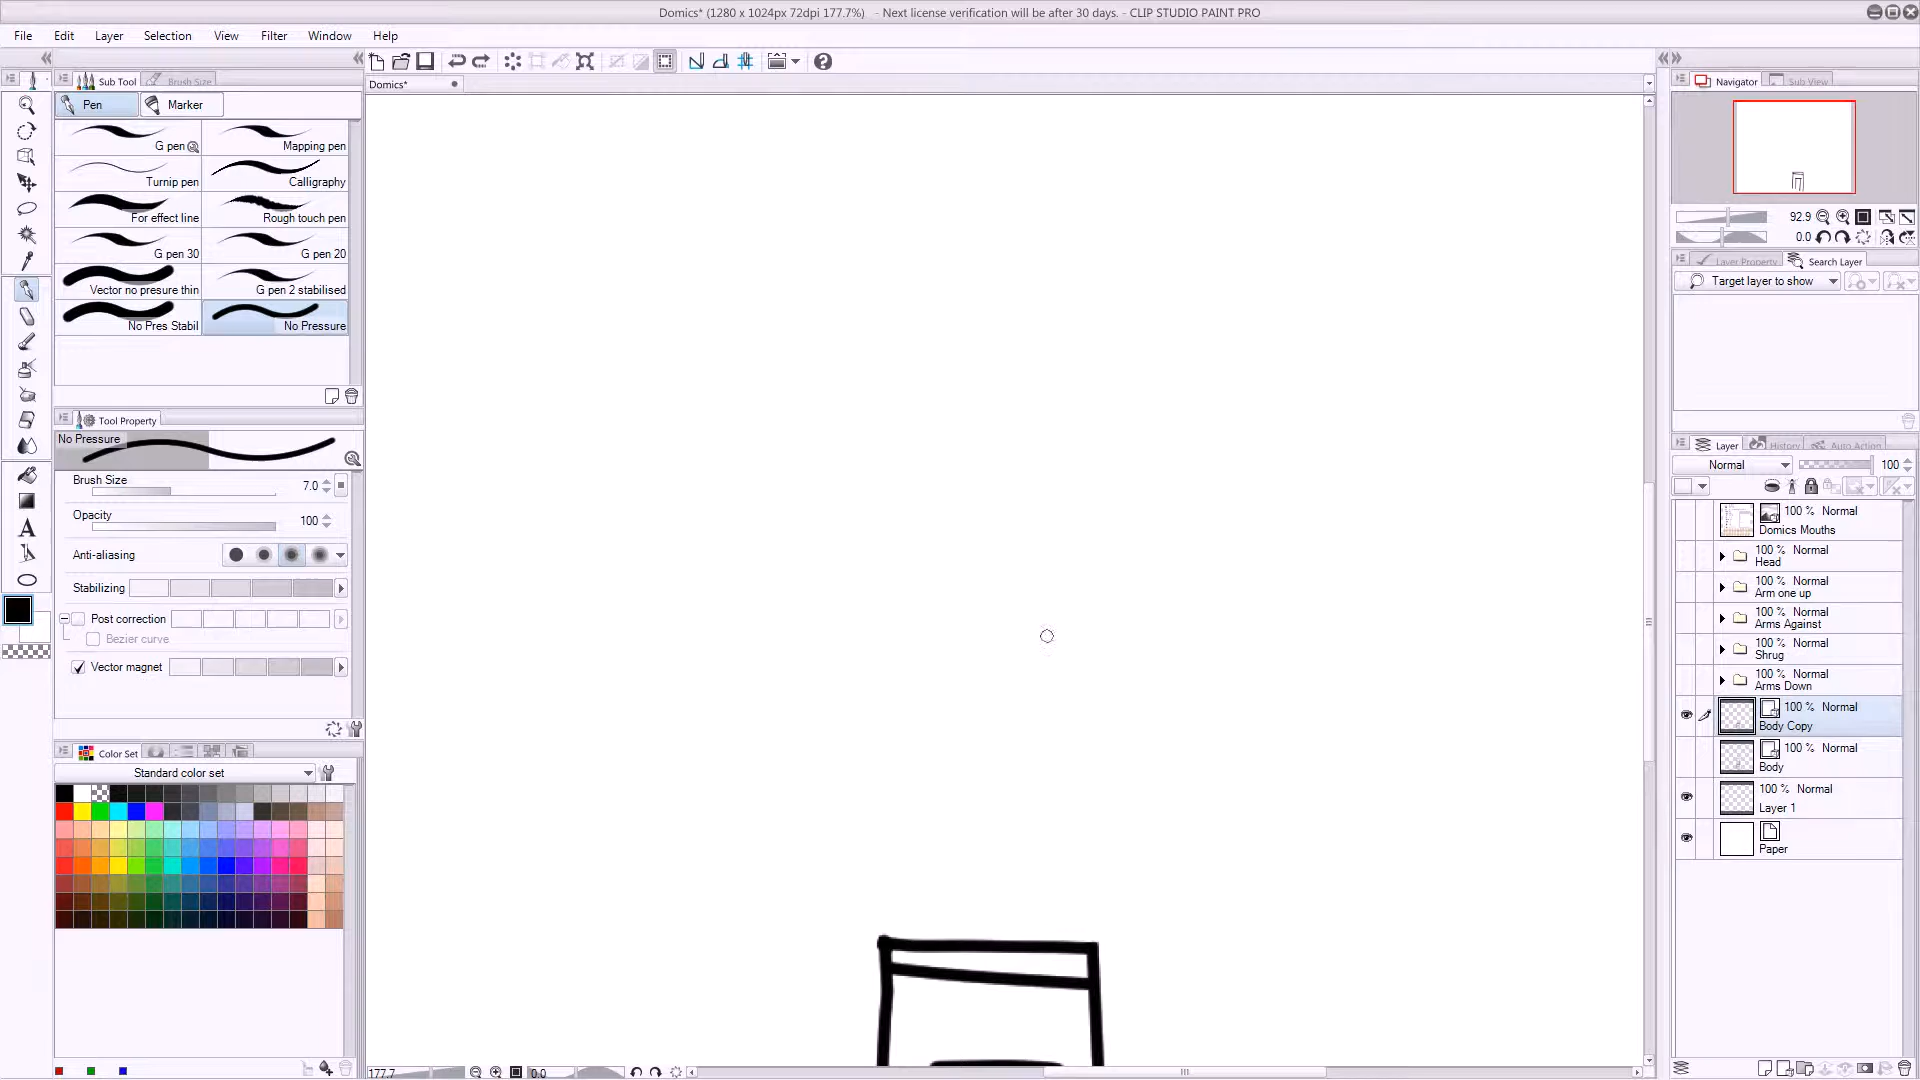 Domics* (1280 x 1024px 72dpi 177.7%) - Next license verification will be after 30 days. - CLIP STUDIO PAINT PRO
File Edit Layer Selection View Filter Window Help
Sub Tool Brush Size
Domics*
Navigator Sub View
Pen Marker
G pen Mapping pen
Turnip pen Calligraphy
For effect line Rough touch pen
G pen 30 G pen 20
Vector no presure thin G pen 2 stabilised
No Pres Stabil No Pressure
92.9
0.0
Layer Property Search Layer
Target layer to show
Tool Property
No Pressure
Brush Size 7.0
Opacity 100
Anti-aliasing
Stabilizing
Post correction
Bezier curve
Vector magnet
Layer History Auto Action
Normal 100
100 % Normal
Domics Mouths
100 % Normal
Head
100 % Normal
Arm one up
100 % Normal
Arms Against
100 % Normal
Shrug
100 % Normal
Arms Down
100 % Normal
Body Copy
100 % Normal
Body
100 % Normal
Layer 1
Paper
Color Set
Standard color set
177.7 0.0